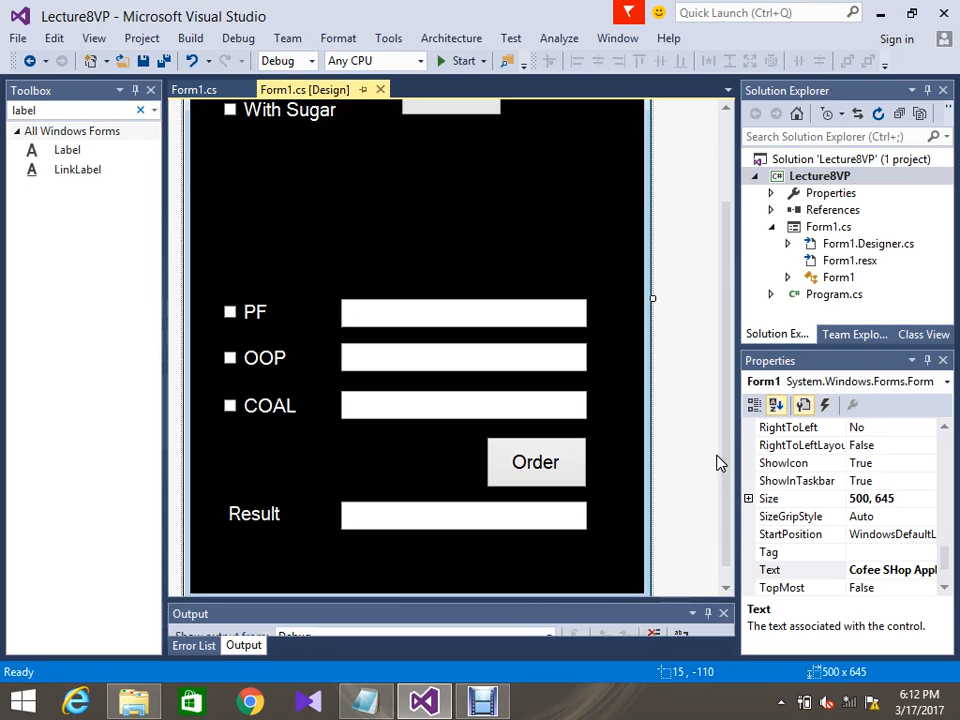 Lecture8VP - Microsoft Visual Studio
Quick Launch (Ctrl+Q)
File Edit View Project Build Debug Team Format Tools Architecture Test Analyze Window Help Sign in
Debug Any CPU Start
Toolbox
label
All Windows Forms
A Label
A LinkLabel
Form1.cs Form1.cs [Design]
With Sugar
PF
OOP
COAL
Order
Result
Output
Error List Output
Solution Explorer
Search Solution Explorer (Ctrl+;)
Solution 'Lecture8VP' (1 project)
C# Lecture8VP
Properties
References
Form1.cs
Form1.Designer.cs
Form1.resx
Form1
Program.cs
Solution Ex... Team Explo... Class View
Properties
Form1 System.Windows.Forms.Form
RightToLeft No
RightToLeftLayou False
ShowIcon True
ShowInTaskbar True
Size 500, 645
SizeGripStyle Auto
StartPosition WindowsDefaultL
Tag
Text Cofee SHop Appl
TopMost False
Text
The text associated with the control.
Ready 15 , -110 500 x 645
6:12 PM
3/17/2017